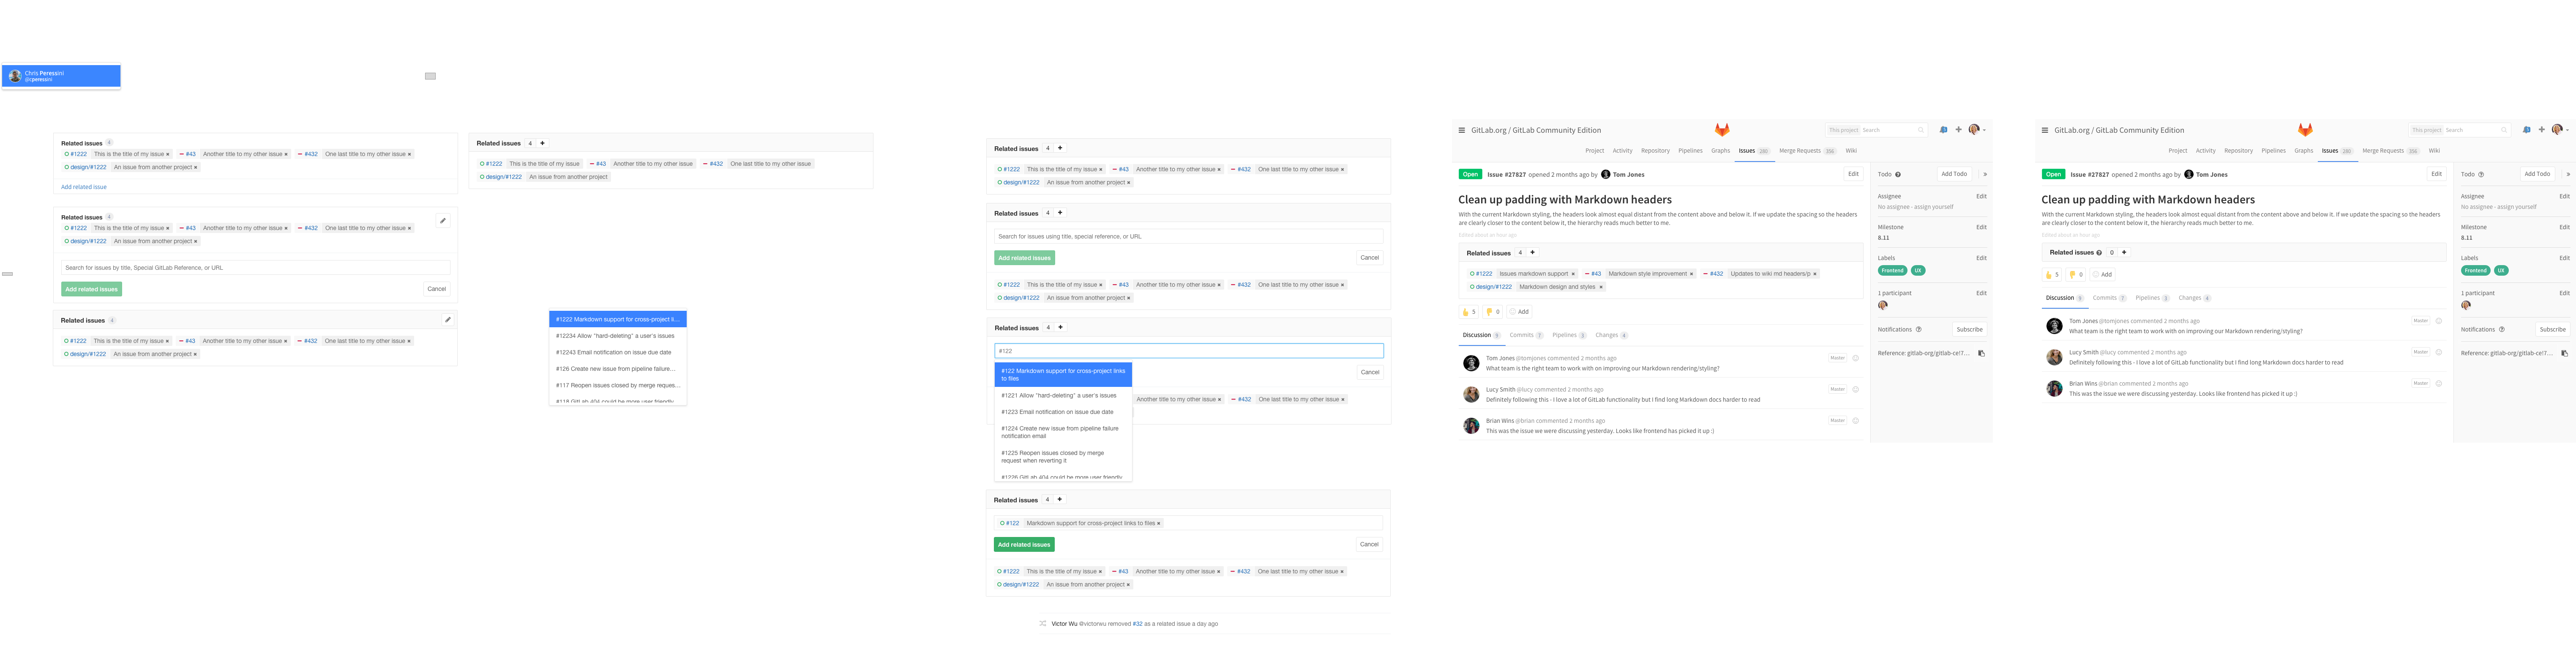 Chris Peressini
@cperessini
Related issues
#1222 This is the title of my issue × #43 Another title to my other issue × #432 One last title to my other issue ×
design/#1222 An issue from another project ×
Add related issue
Related issues
#1222 This is the title of my issue × #43 Another title to my other issue × #432 One last title to my other issue ×
design/#1222 An issue from another project ×
Search for issues by title, Special GitLab Reference, or URL
Add related issues Cancel
Related issues 4
#1222 This is the title of my issue × #43 Another title to my other issue × #432 One last title to my other issue ×
design/#1222 An issue from another project ×
Related issues 4 +
#1222 This is the title of my issue #43 Another title to my other issue #432 One last title to my other issue
design/#1222 An issue from another project
#1222 Markdown support for cross-project li...
#12234 Allow "hard-deleting" a user's issues
#12243 Email notification on issue due date
#126 Create new issue from pipeline failure...
#117 Reopen issues closed by merge reques...
#118 GitLab 404 could be more user friendly
Related issues 4 +
#1222 This is the title of my issue × #43 Another title to my other issue × #432 One last title to my other issue ×
design/#1222 An issue from another project ×
Related issues 4 +
Search for issues using title, special reference, or URL
Add related issues Cancel
#1222 This is the title of my issue × #43 Another title to my other issue × #432 One last title to my other issue ×
design/#1222 An issue from another project ×
Related issues 4 +
#122
Cancel
#122 Markdown support for cross-project links
to files
#1221 Allow "hard-deleting" a user's issues
Another title to my other issue × #432 One last title to my other issue ×
#1223 Email notification on issue due date
#1224 Create new issue from pipeline failure
notification email
#1225 Reopen issues closed by merge
request when reverting it
#1226 GitLab 404 could be more user friendly
Related issues 4 +
#122 Markdown support for cross-project links to files ×
Add related issues Cancel
#1222 This is the title of my issue × #43 Another title to my other issue × #432 One last title to my other issue ×
design/#1222 An issue from another project ×
Victor Wu @victorwu removed #32 as a related issue a day ago
GitLab.org / GitLab Community Edition This project Search
Project Activity Repository Pipelines Graphs Issues Merge Requests Wiki
Open Issue #27827 opened 2 months ago by Tom Jones Edit
Clean up padding with Markdown headers
With the current Markdown styling, the headers look almost equal distant from the content above and below it. If we update the spacing so the headers
are clearly closer to the content below it, the hierarchy reads much better to me.
Edited about an hour ago
Related issues 4 +
#1222 Issues markdown support × #43 Markdown style improvement × #432 Updates to wiki md headers/p ×
design/#1222 Markdown design and styles ×
5 0 Add
Discussion Commits Pipelines Changes
Tom Jones @tomjones commented 2 months ago Master
What team is the right team to work with on improving our Markdown rendering/styling?
Lucy Smith @lucy commented 2 months ago Master
Definitely following this - I love a lot of GitLab functionality but I find long Markdown docs harder to read
Brian Wins @brian commented 2 months ago Master
This was the issue we were discussing yesterday. Looks like frontend has picked it up :)
Todo Add Todo »
Assignee Edit
No assignee - assign yourself
Milestone Edit
8.11
Labels Edit
Frontend UX
1 participant Edit
Notifications Subscribe
Reference: gitlab-org/gitlab-ce!7...
GitLab.org / GitLab Community Edition This project Search
Project Activity Repository Pipelines Graphs Issues Merge Requests Wiki
Open Issue #27827 opened 2 months ago by Tom Jones Edit
Clean up padding with Markdown headers
With the current Markdown styling, the headers look almost equal distant from the content above and below it. If we update the spacing so the headers
are clearly closer to the content below it, the hierarchy reads much better to me.
Edited about an hour ago
Related issues 0 +
5 0 Add
Discussion Commits Pipelines Changes
Tom Jones @tomjones commented 2 months ago Master
What team is the right team to work with on improving our Markdown rendering/styling?
Lucy Smith @lucy commented 2 months ago Master
Definitely following this - I love a lot of GitLab functionality but I find long Markdown docs harder to read
Brian Wins @brian commented 2 months ago Master
This was the issue we were discussing yesterday. Looks like frontend has picked it up :)
Todo Add Todo »
Assignee Edit
No assignee - assign yourself
Milestone Edit
8.11
Labels Edit
Frontend UX
1 participant Edit
Notifications Subscribe
Reference: gitlab-org/gitlab-ce!7...